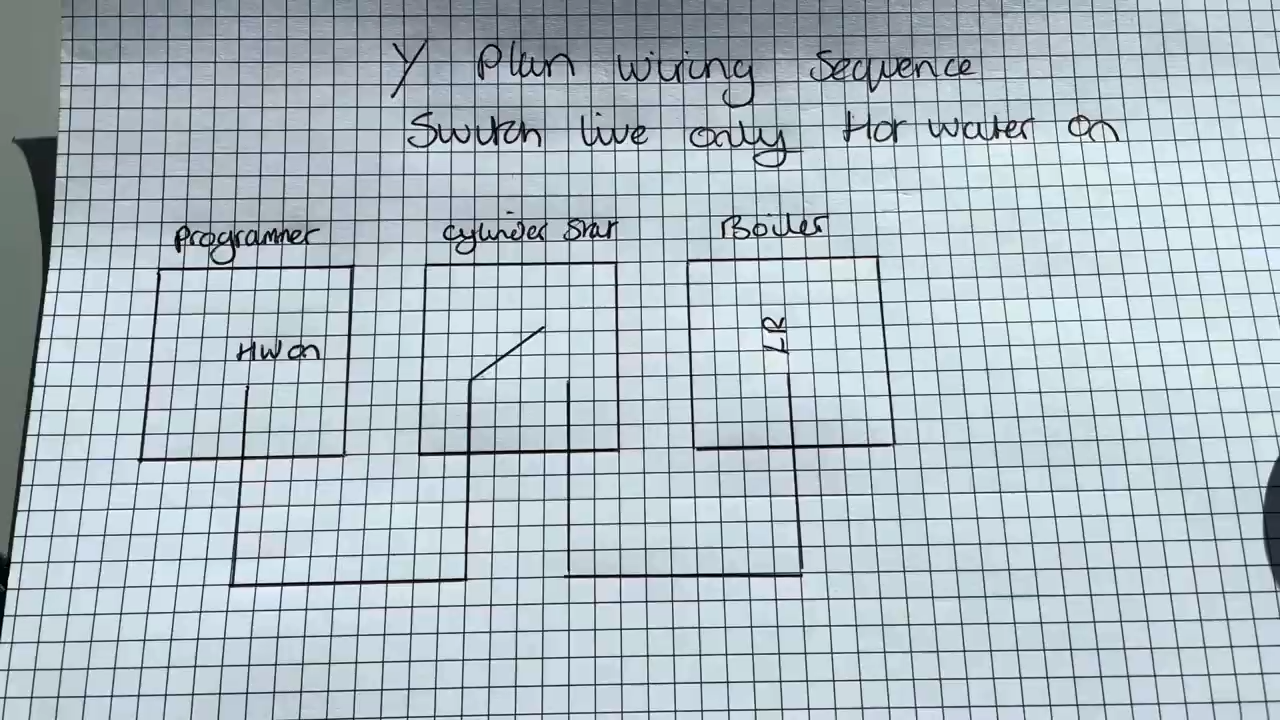 Y Plan wiring Sequence
Switch live only Hot water on
Programmer
Cylinder Stat
Boiler
HW on
LR